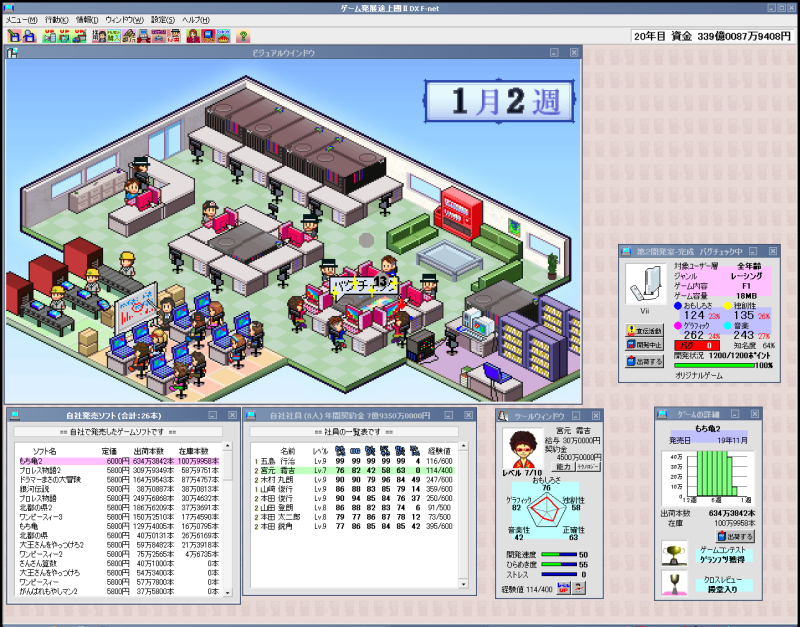 ゲーム発展途上国II DX F-net
メニュー(M) 行動(K) 情報(I) ウィンドウ(W) 設定(S) ヘルプ(H)
20年目 資金 339億0087万9408円
ビジュアルウインドウ
1月2週
第2開発室-完成 バグチェック中
対象ユーザー層 全年齢
ジャンル レーシング
ゲーム内容 F1
ゲーム容量 18MB
おもしろさ 独創性
124 23% 135 26%
グラフィック 音楽
262 24% 243 27%
バグ 0 知名度 64%
開発状況 1200/1200ポイント
100%
オリジナルゲーム
Vii
宣伝活動
開発中止
出荷する
自社発売ソフト (合計:26本)
== 自社で発売したゲームソフトです ==
ソフト名 定価 出荷本数 在庫本数
もち亀2 6000円 634万3842本 100万9958本
プロレス物語2 5800円 309万9349本 58万9751本
ドラマーまさの大冒険 5800円 164万9543本 87万4757本
銀河伝説 5800円 387万0887本 38万0813本
プロレス物語 5800円 249万6868本 30万4632本
北都の県2 5800円 186万6209本 37万3691本
ワンピースィー3 5800円 150万2510本 17万4590本
もち亀 5800円 129万4005本 16万0795本
北都の県 5800円 40万0131本 26万6169本
大王さんをやっつけろ2 5800円 59万8482本 21万3918本
ワンピースィー2 5800円 75万2565本 4万6735本
さんさん算数 5800円 40万1000本 0本
大王さんをやっつけろ 5800円 54万3400本 0本
ワンピースィー 5800円 57万7800本 0本
がんばれもやしマン2 5800円 37万5800本 0本
自社社員 (8人) 年間契約金 7億9350万0000円
== 社員の一覧表です ==
名前 レベル 経験値
1 五島 行治 Lv.9 99 99 99 99 99 4 116/600
2 宮元 霧吉 Lv.7 76 82 42 58 63 0 114/400
2 木村 九朗 Lv.9 90 90 79 96 84 49 247/600
1 山崎 俊行 Lv.9 86 88 83 85 79 14 359/600
2 本田 俊行 Lv.9 90 94 85 84 76 37 250/600
2 山田 登朗 Lv.8 86 88 82 83 74 6 91/500
2 本田 大二郎 Lv.8 79 77 86 87 78 12 73/500
2 本田 鋭角 Lv.9 77 86 85 84 85 42 395/600
ツールウィンドウ
宮元 霧吉
給与 30万0000円
契約金
4500万0000円
能力
レベル 7/10
おもしろさ
76
グラフィック 82
独創性 58
音楽性 42
正確性 63
開発速度 50
ひらめき度 55
ストレス 0
経験値 114/400
ゲームの詳細
もち亀2
発売日 19年11月
40万
30万
20万
10万
出荷本数 634万3842本
在庫 100万9958本
出荷する
ゲームコンテスト
グランプリ獲得
クロスレビュー
殿堂入り